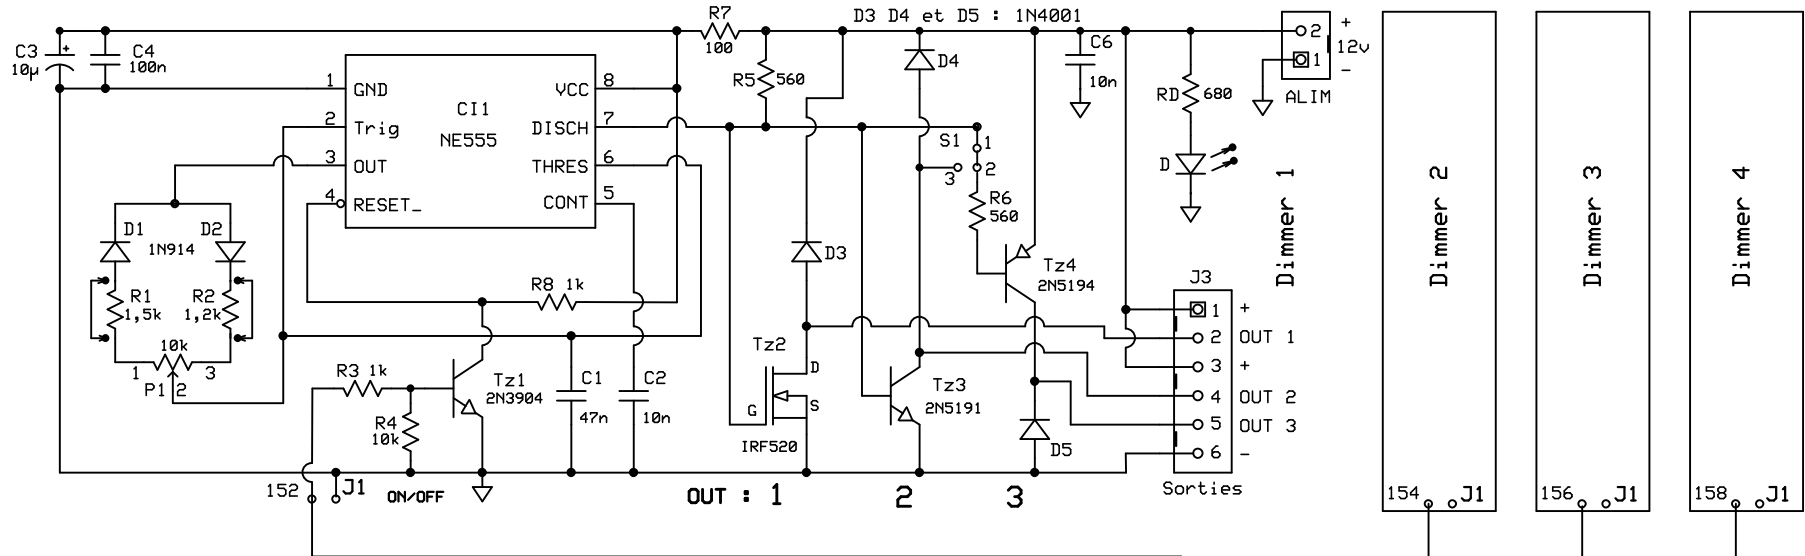 R7
100
D3 D4 et D5 : 1N4001
C3
10µ
+
C4
100n
1 GND
2 Trig
3 OUT
4 RESET_
CI1
NE555
VCC 8
DISCH 7
THRES 6
CONT 5
R5 560
D4
C6
10n
RD 680
D
2 +
12v
1 -
ALIM
S1 1
2
3
R6
560
D1
1N914
D2
R1
1,5k
R2
1,2k
10k
1 3
P1 2
R8 1k
D3
Tz4
2N5194
R3 1k
R4
10k
Tz1
2N3904
C1
47n
C2
10n
Tz2
D
G
S
IRF520
Tz3
2N5191
D5
J3
1 +
2 OUT 1
3 +
4 OUT 2
5 OUT 3
6 -
Sorties
152 J1
ON/OFF
OUT : 1
2
3
Dimmer 1
Dimmer 2
154 J1
Dimmer 3
156 J1
Dimmer 4
158 J1